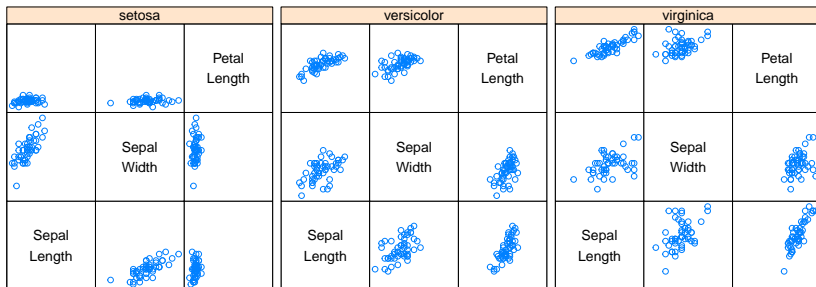 setosa
versicolor
virginica
Petal
Length
Petal
Length
Petal
Length
Sepal
Width
Sepal
Width
Sepal
Width
Sepal
Length
Sepal
Length
Sepal
Length